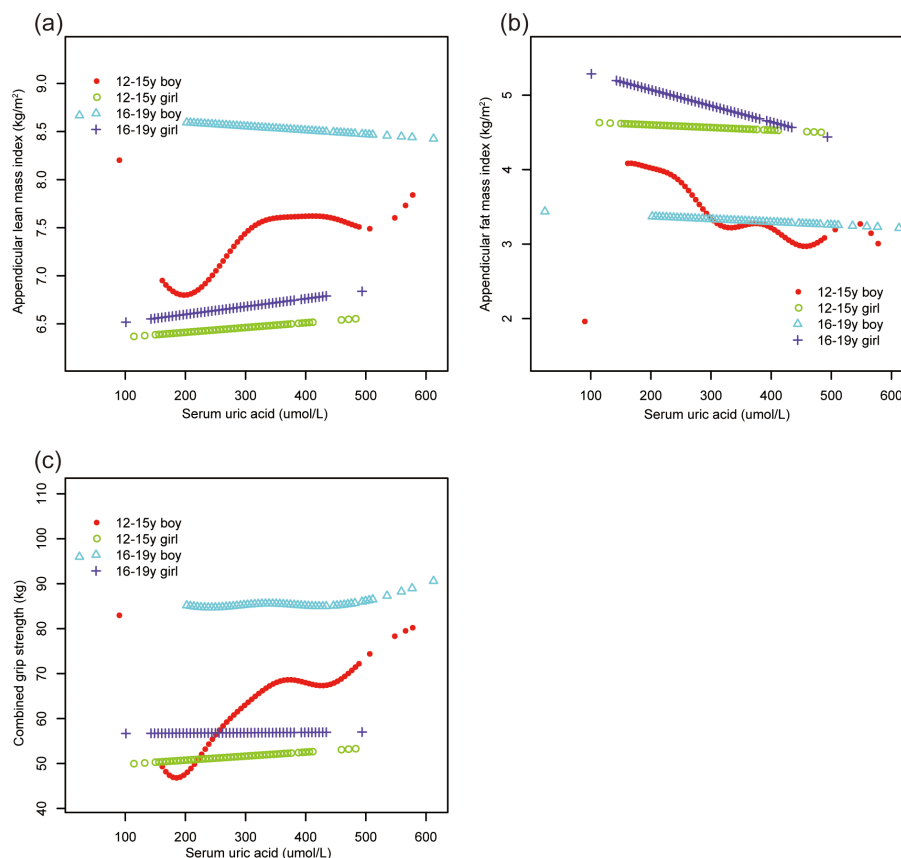 (a)
Appendicular lean mass index (kg/m²)
9.0
8.5
8.0
7.5
7.0
6.5
12-15y boy
12-15y girl
16-19y boy
16-19y girl
100 200 300 400 500 600
Serum uric acid (umol/L)
(b)
Appendicular fat mass index (kg/m²)
5
4
3
2
12-15y boy
12-15y girl
16-19y boy
16-19y girl
100 200 300 400 500 600
Serum uric acid (umol/L)
(c)
Combined grip strength (kg)
110
100
90
80
70
60
50
40
12-15y boy
12-15y girl
16-19y boy
16-19y girl
100 200 300 400 500 600
Serum uric acid (umol/L)